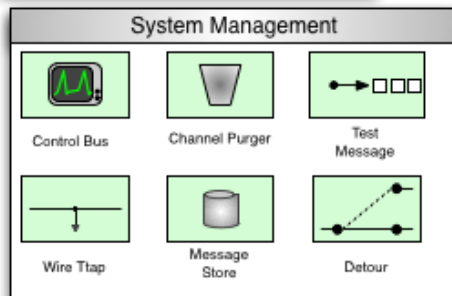 System Management
Control Bus
Channel Purger
Test
Message
Wire Ttap
Message
Store
Detour